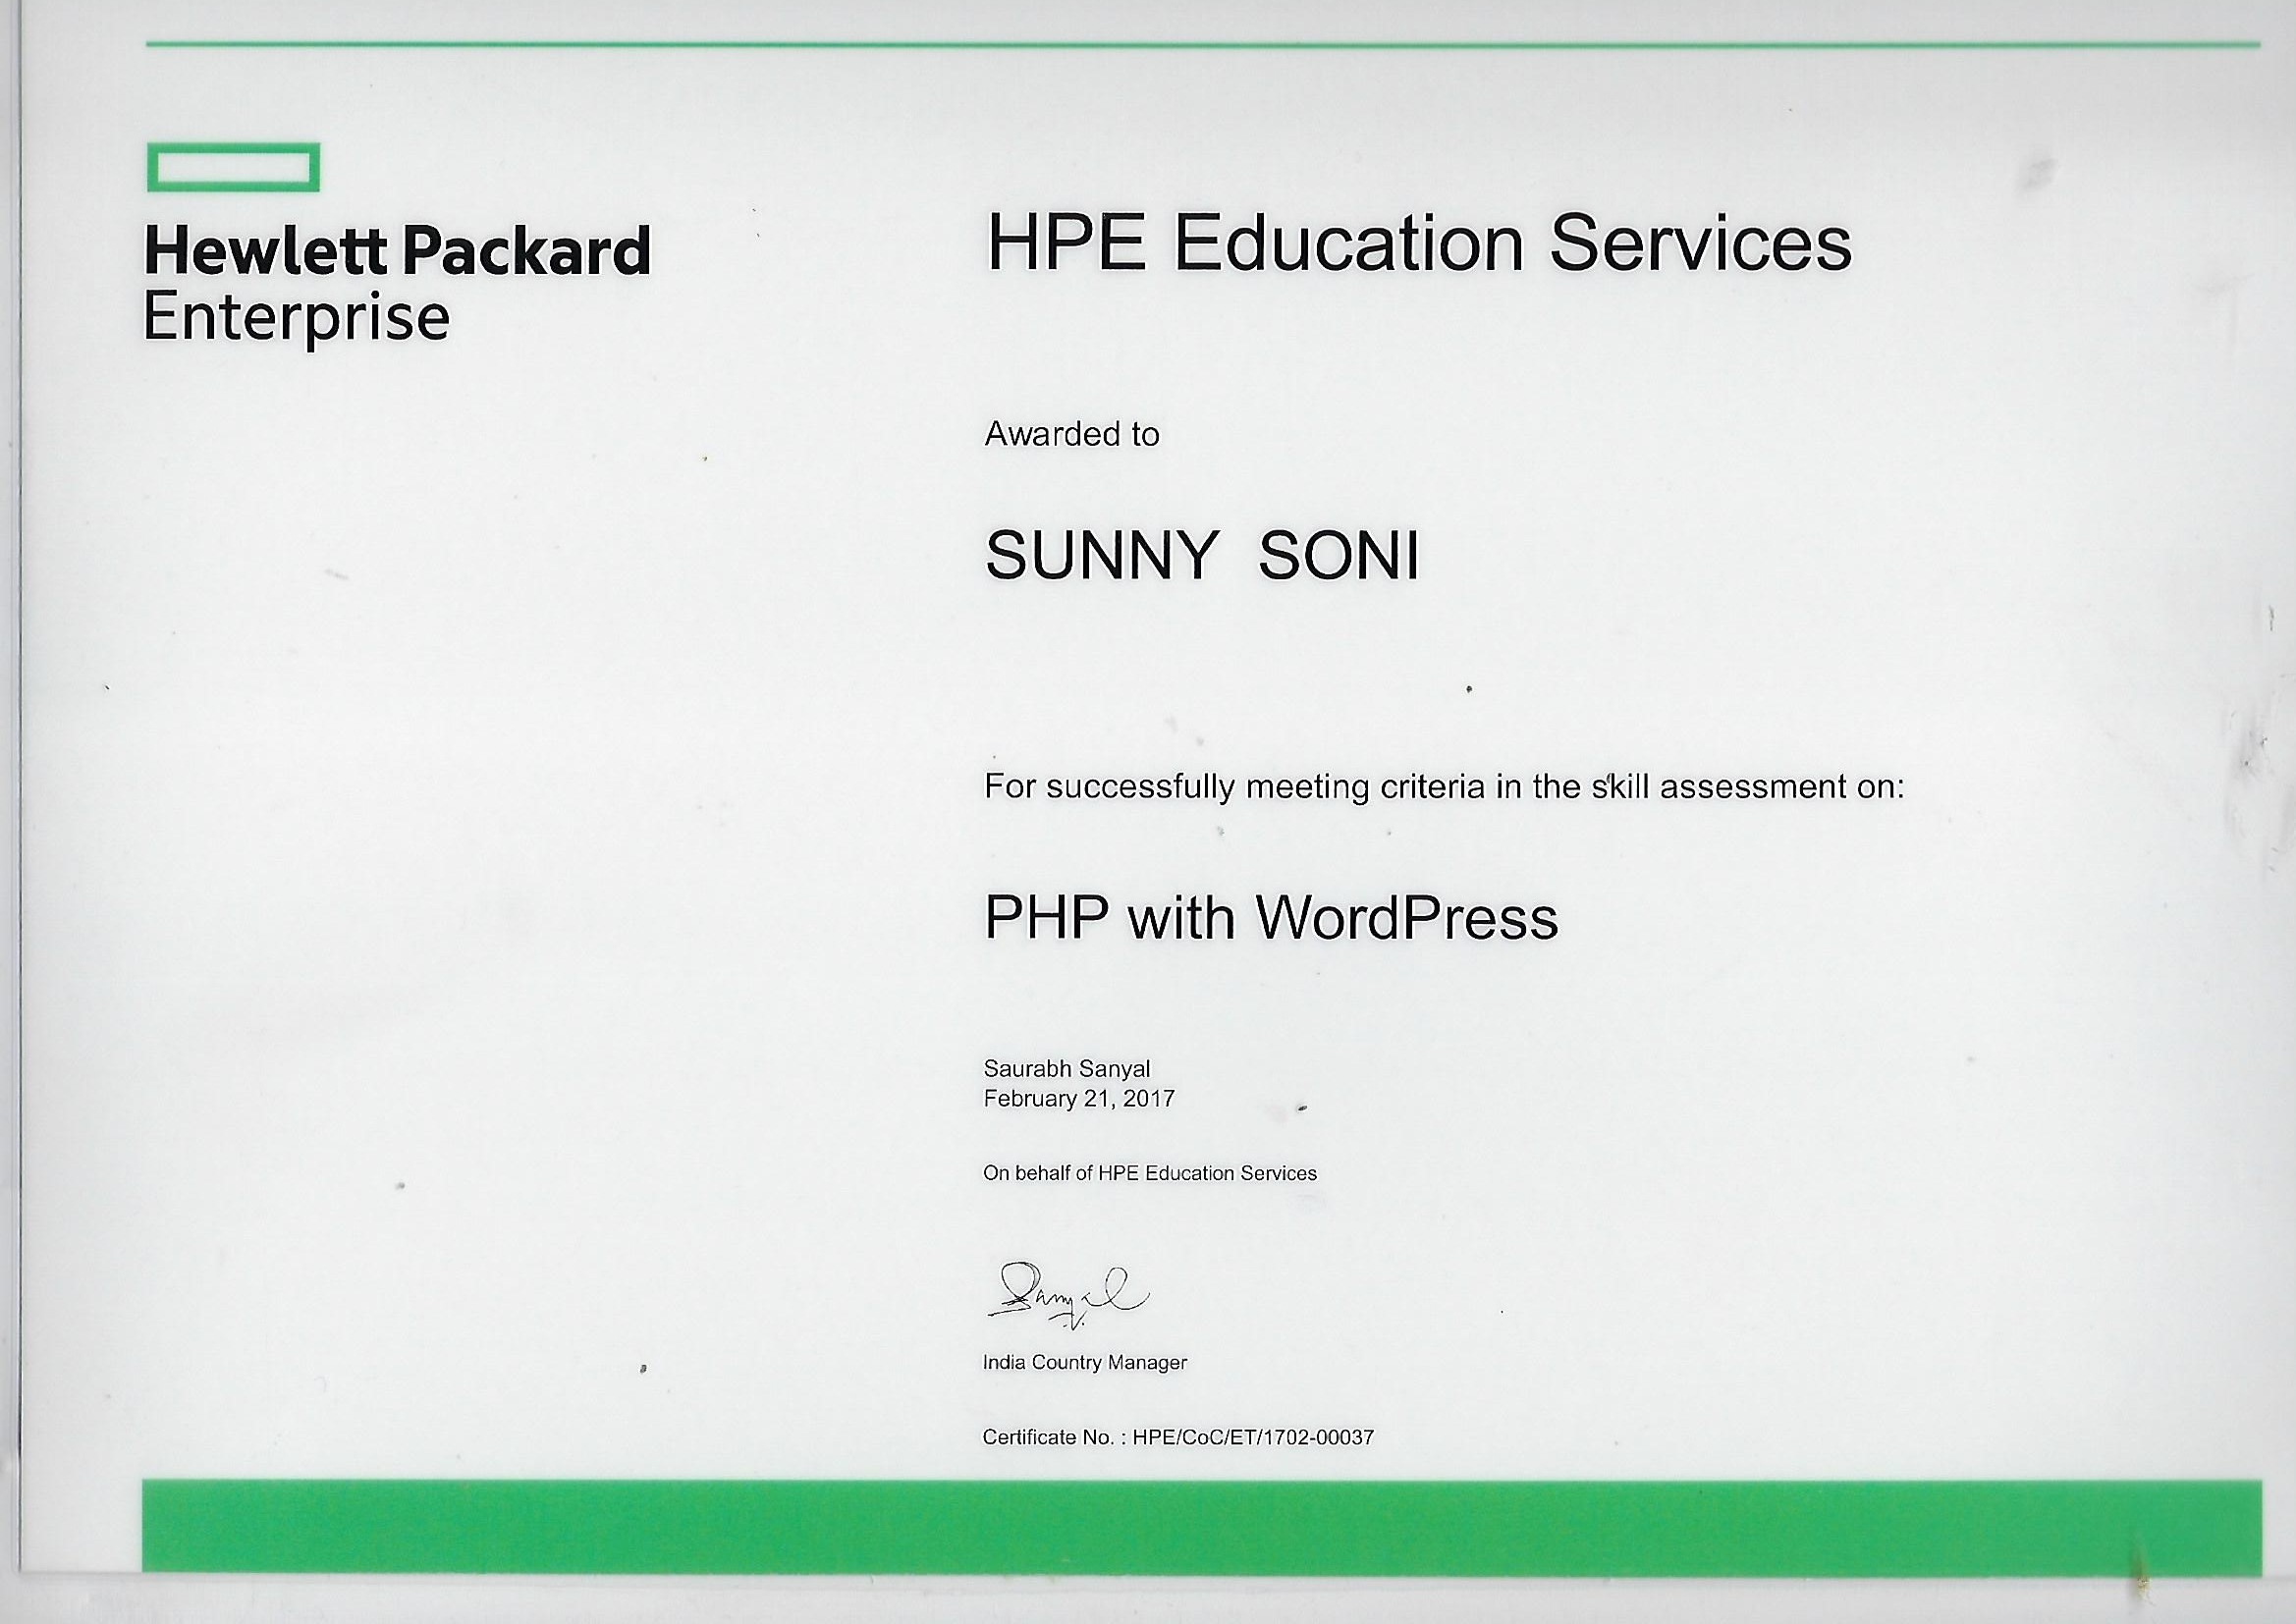 Hewlett Packard
Enterprise
HPE Education Services
Awarded to
SUNNY SONI
For successfully meeting criteria in the skill assessment on:
PHP with WordPress
Saurabh Sanyal
February 21, 2017
On behalf of HPE Education Services
Sanyal
India Country Manager
Certificate No. : HPE/CoC/ET/1702-00037